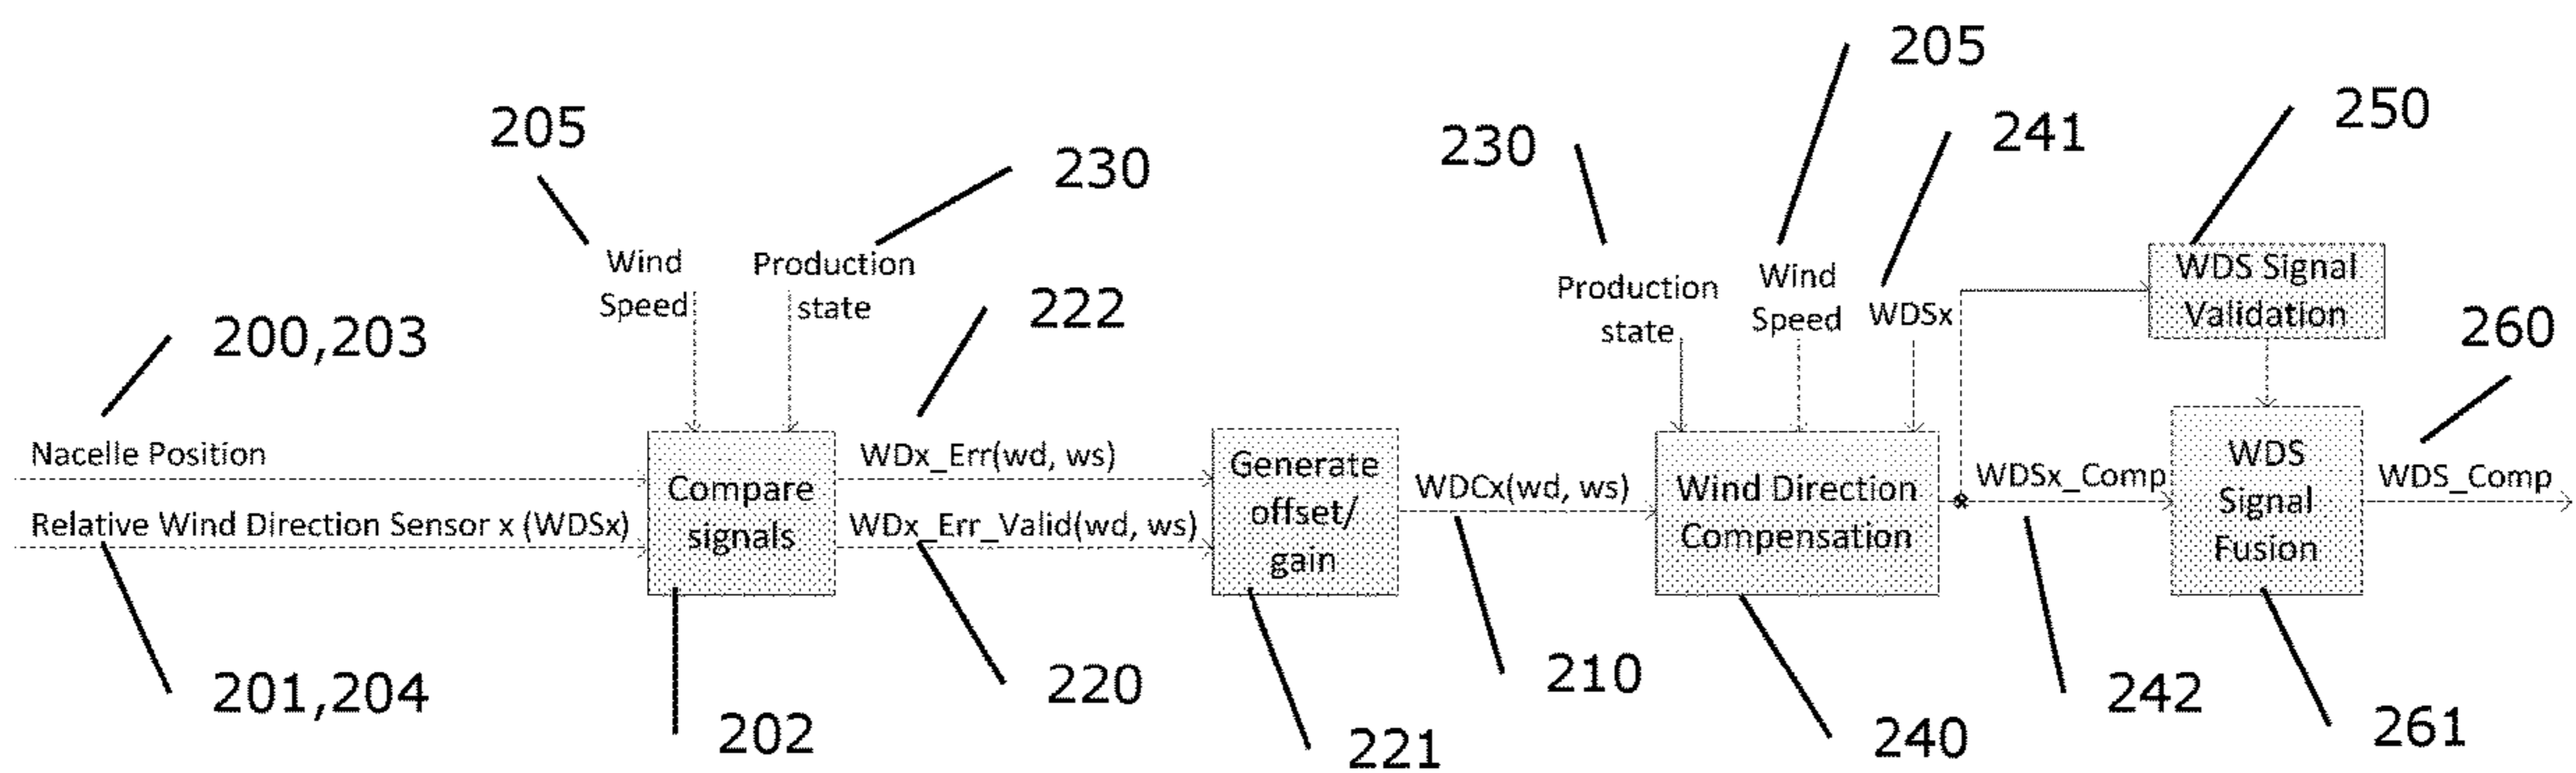 205
205
250
241
230
230
WDS Signal
Validation
Wind
Speed
Production
state
Wind
Speed
Production
state
WDSx
222
200,203
260
Nacelle Position
WDx_Err(wd, ws)
Compare
signals
Generate
offset/
gain
WDCx(wd, ws)
Wind Direction
Compensation
WDSx_Comp
WDS
Signal
Fusion
WDS_Comp
Relative Wind Direction Sensor x (WDSx)
WDx_Err_Valid(wd, ws)
201,204
220
210
242
202
221
240
261